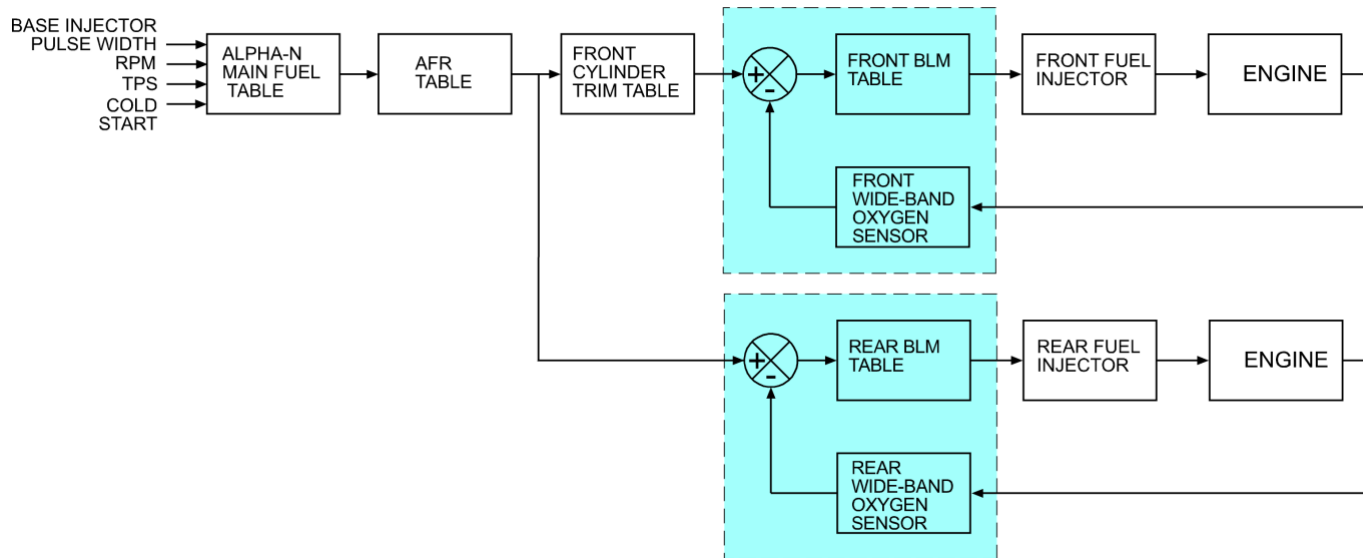 BASE INJECTOR
PULSE WIDTH
RPM
TPS
COLD
START
ALPHA-N
MAIN FUEL
TABLE
AFR
TABLE
FRONT
CYLINDER
TRIM TABLE
+
-
FRONT BLM
TABLE
FRONT FUEL
INJECTOR
ENGINE
FRONT
WIDE-BAND
OXYGEN
SENSOR
+
-
REAR BLM
TABLE
REAR FUEL
INJECTOR
ENGINE
REAR
WIDE-BAND
OXYGEN
SENSOR